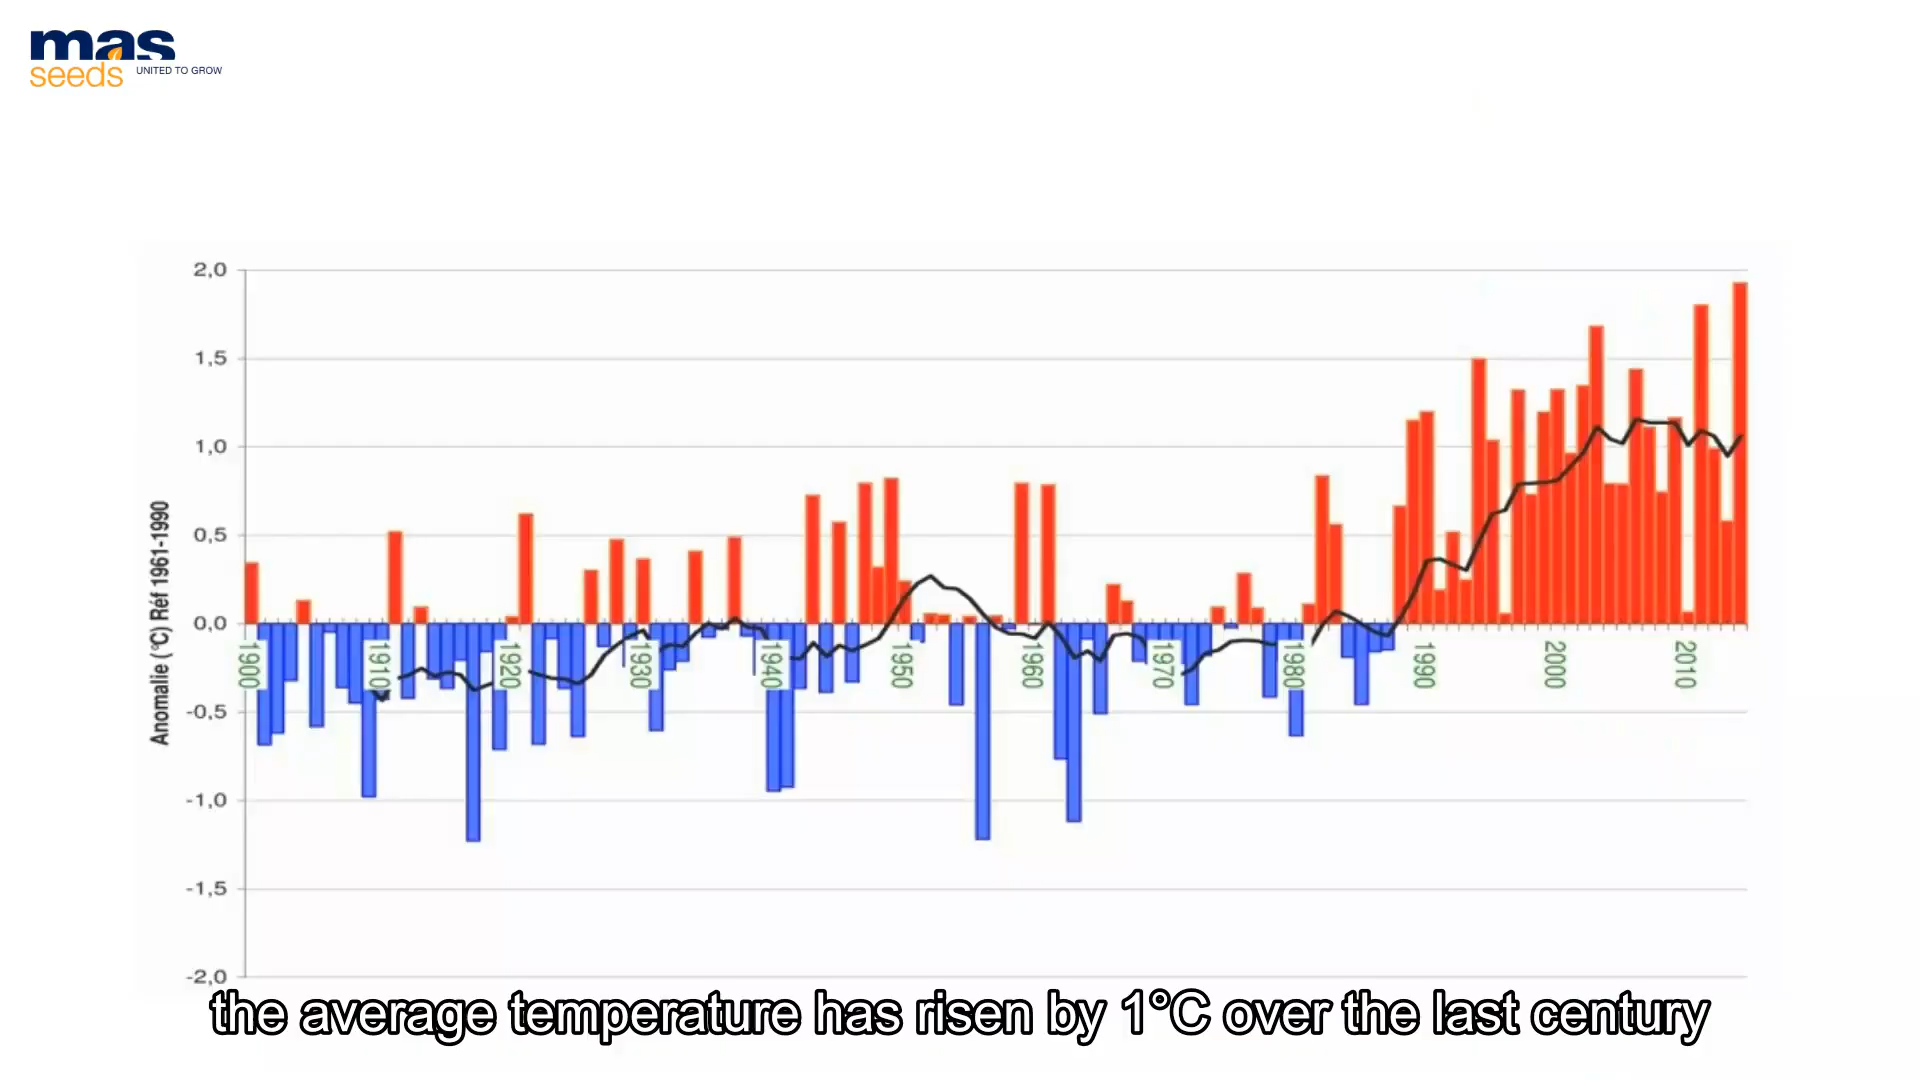 mas
seeds UNITED TO GROW
2,0
1,5
1,0
0,5
0,0
-0,5
-1,0
-1,5
-2,0
Anomalie (°C) Réf 1961-1990
1900 1910 1920 1930 1940 1950 1960 1970 1980 1990 2000 2010
the average temperature has risen by 1°C over the last century